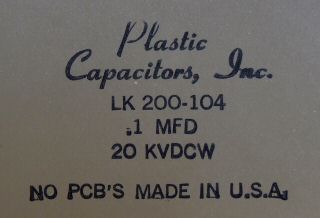 Plastic
Capacitors, Inc.
LK 200-104
.1 MFD
20 KVDCW
NO PCB'S MADE IN U.S.A.